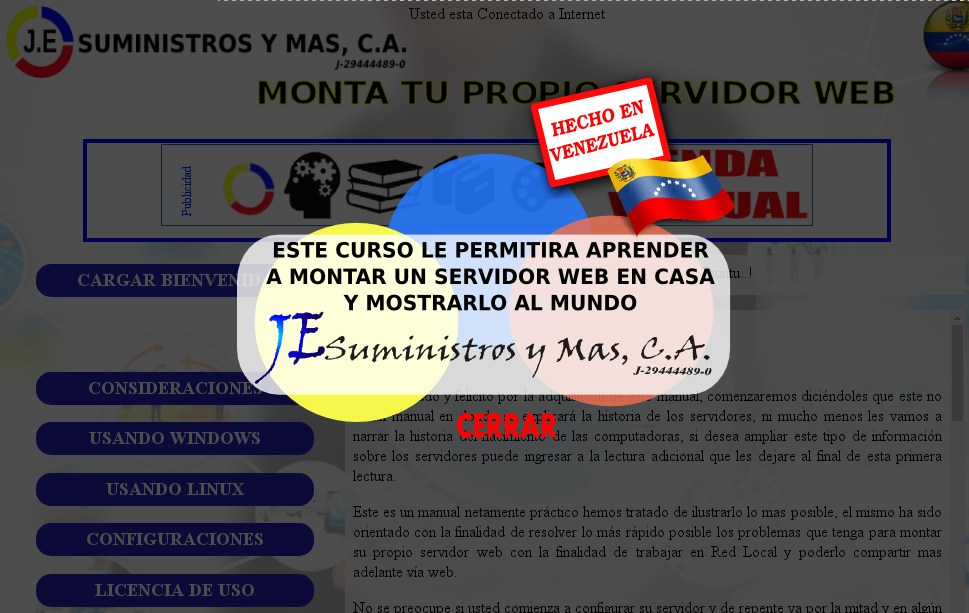 Usted esta Conectado a Internet
J.E SUMINISTROS Y MAS, C.A.
J-29444489-0
MONTA TU PROPIO SERVIDOR WEB
HECHO EN
VENEZUELA
Publicidad
ESTE CURSO LE PERMITIRA APRENDER
A MONTAR UN SERVIDOR WEB EN CASA
Y MOSTRARLO AL MUNDO
JE Suministros y Mas, C.A.
J-29444489-0
CERRAR
CARGAR BIENVENID
CONSIDERACIONES
USANDO WINDOWS
USANDO LINUX
CONFIGURACIONES
LICENCIA DE USO
y felicito por la manual, comenzaremos diciéndoles que este no
manual en explicará la historia de los servidores, ni mucho menos les vamos a
narrar la historia del nacimiento de las computadoras, si desea ampliar este tipo de información
sobre los servidores puede ingresar a la lectura adicional que les dejare al final de esta primera
lectura.
Este es un manual netamente práctico hemos tratado de ilustrarlo lo mas posible, el mismo ha sido
orientado con la finalidad de resolver lo más rápido posible los problemas que tenga para montar
su propio servidor web con la finalidad de trabajar en Red Local y poderlo compartir mas
adelante vía web.
No se preocupe si usted comienza a configurar su servidor y de repente va por la mitad y en algún